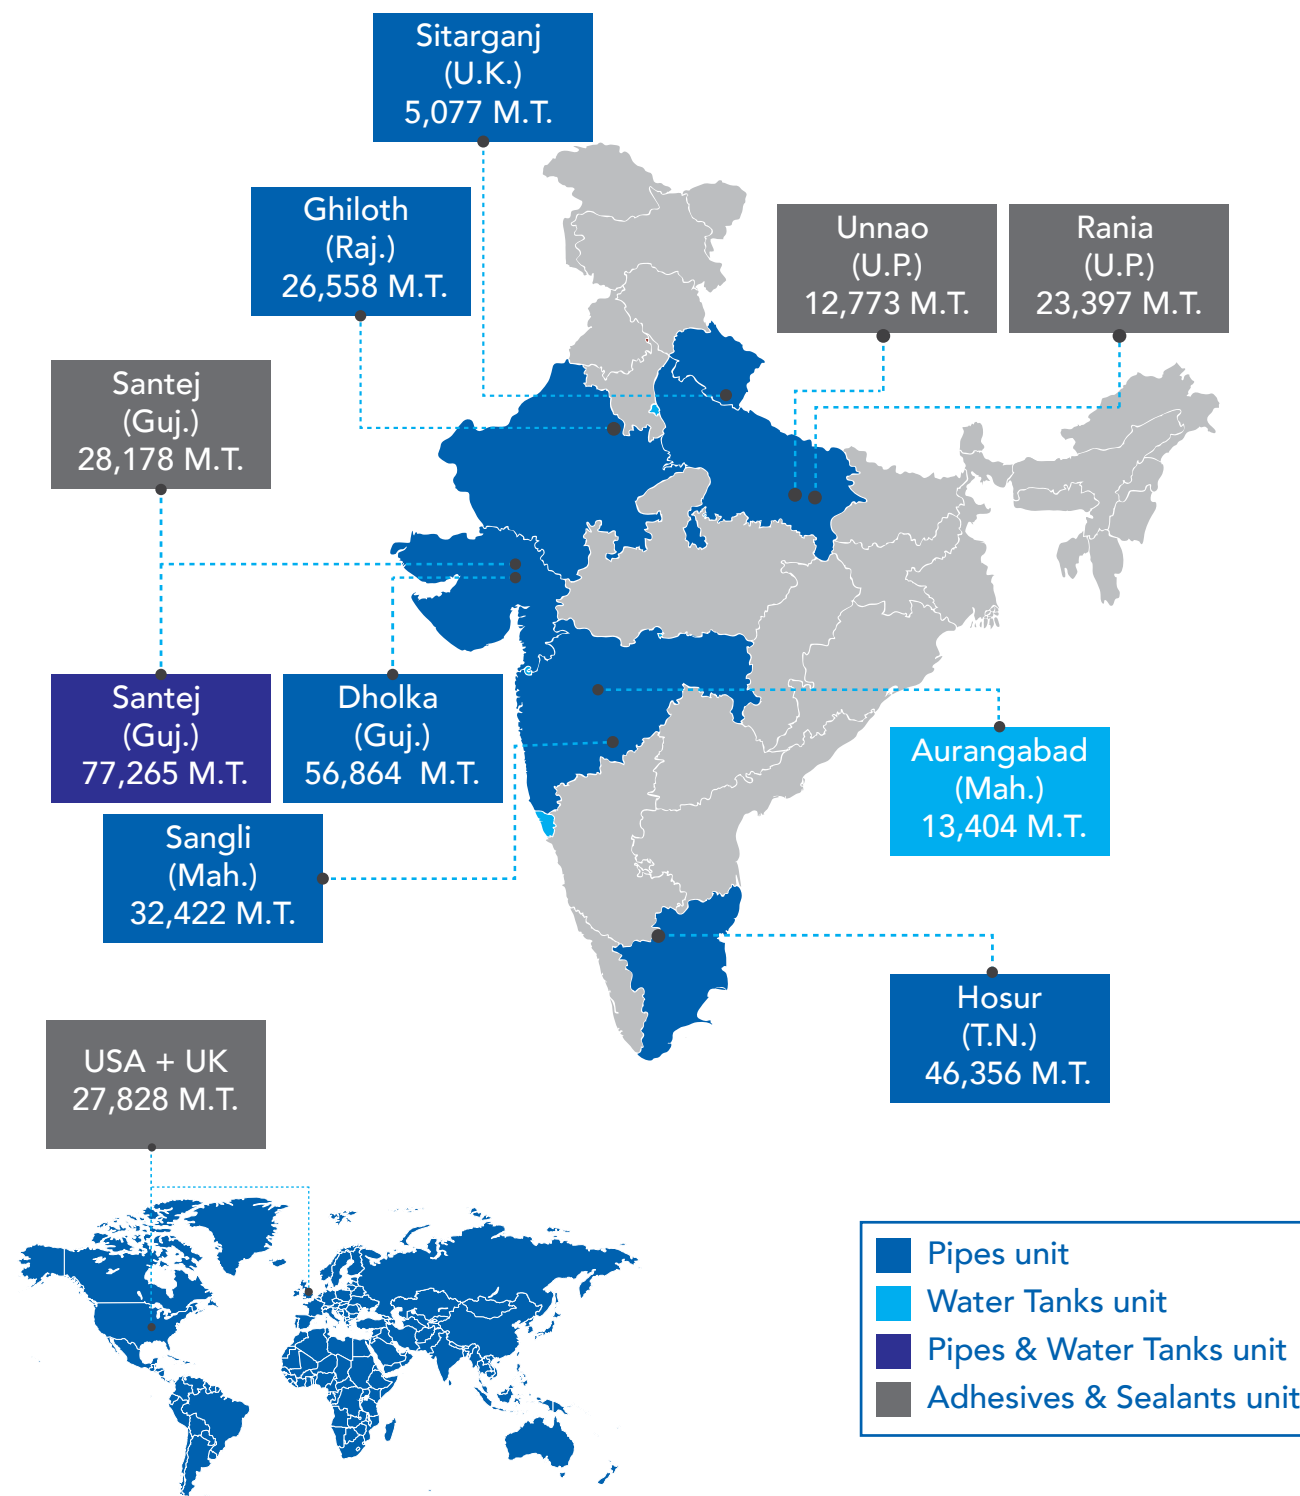 Sitarganj
(U.K.)
5,077 M.T.
Ghiloth
(Raj.)
26,558 M.T.
Unnao
(U.P.)
12,773 M.T.
Rania
(U.P.)
23,397 M.T.
Santej
(Guj.)
28,178 M.T.
Santej
(Guj.)
77,265 M.T.
Dholka
(Guj.)
56,864 M.T.
Aurangabad
(Mah.)
13,404 M.T.
Sangli
(Mah.)
32,422 M.T.
Hosur
(T.N.)
46,356 M.T.
USA + UK
27,828 M.T.
Pipes unit
Water Tanks unit
Pipes & Water Tanks unit
Adhesives & Sealants unit